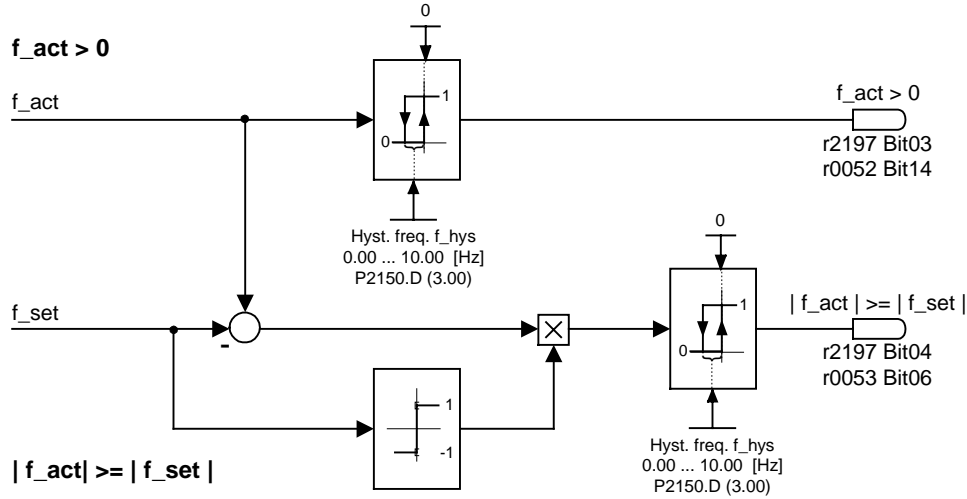 0
f_act > 0
f_act
1
0
f_act > 0
r2197 Bit03
r0052 Bit14
Hyst. freq. f_hys
0.00 ... 10.00 [Hz]
P2150.D (3.00)
0
f_set
-
×
1
0
| f_act | >= | f_set |
r2197 Bit04
r0053 Bit06
1
-1
Hyst. freq. f_hys
0.00 ... 10.00 [Hz]
P2150.D (3.00)
| f_act| >= | f_set |